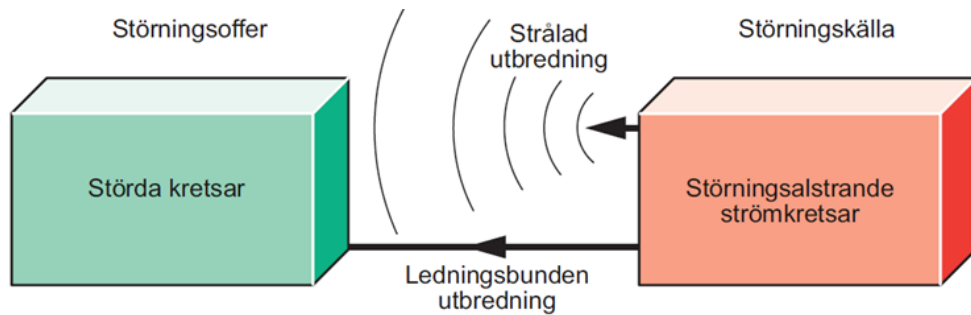 Störningsoffer
Strålad
utbredning
Störningskälla
Störda kretsar
Störningsalstrande
strömkretsar
Ledningsbunden
utbredning